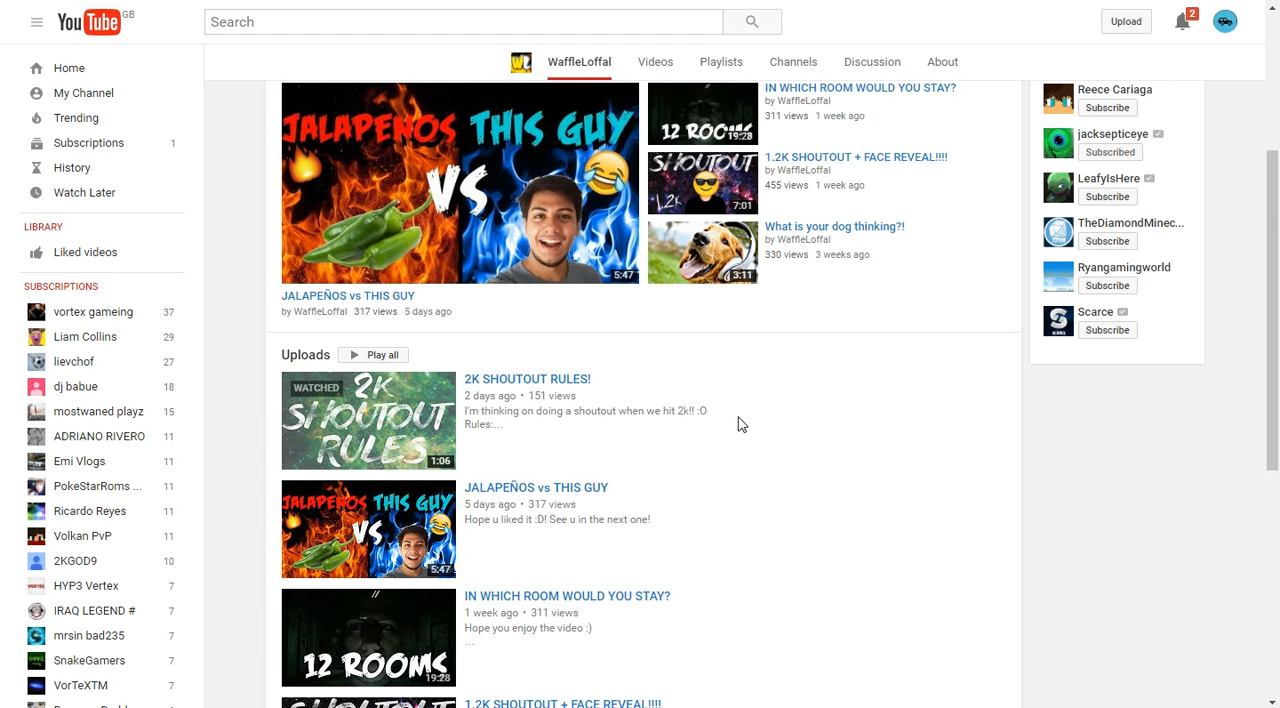 YouTube GB
Search
Upload
2
WaffleLoffal Videos Playlists Channels Discussion About
Home
My Channel
Trending
Subscriptions 1
History
Watch Later
LIBRARY
Liked videos
SUBSCRIPTIONS
vortex gameing 37
Liam Collins 29
lievchof 27
dj babue 18
mostwaned playz 15
ADRIANO RIVERO 11
Emi Vlogs 11
PokeStarRoms ... 11
Ricardo Reyes 11
Volkan PvP 11
2KGOD9 10
HYP3 Vertex 7
IRAQ LEGEND # 7
mrsin bad235 7
SnakeGamers 7
VorTeXTM 7
JALAPEÑOS THIS GUY
VS
5:47
JALAPEÑOS vs THIS GUY
by WaffleLoffal 317 views 5 days ago
12 ROOMS
19:28
IN WHICH ROOM WOULD YOU STAY?
by WaffleLoffal
311 views 1 week ago
SHOUTOUT
1.2K
7:01
1.2K SHOUTOUT + FACE REVEAL!!!!
by WaffleLoffal
455 views 1 week ago
3:11
What is your dog thinking?!
by WaffleLoffal
330 views 3 weeks ago
Uploads Play all
WATCHED
2K
SHOUTOUT
RULES
1:06
2K SHOUTOUT RULES!
2 days ago • 151 views
I'm thinking on doing a shoutout when we hit 2k!! :O
Rules:...
JALAPEÑOS THIS GUY
VS
5:47
JALAPEÑOS vs THIS GUY
5 days ago • 317 views
Hope u liked it :D! See u in the next one!
12 ROOMS
19:28
IN WHICH ROOM WOULD YOU STAY?
1 week ago • 311 views
Hope you enjoy the video :)
...
1.2K SHOUTOUT + FACE REVEAL!!!!
Reece Cariaga
Subscribe
jacksepticeye
Subscribed
LeafyIsHere
Subscribe
TheDiamondMinec...
Subscribe
Ryangamingworld
Subscribe
Scarce
Subscribe